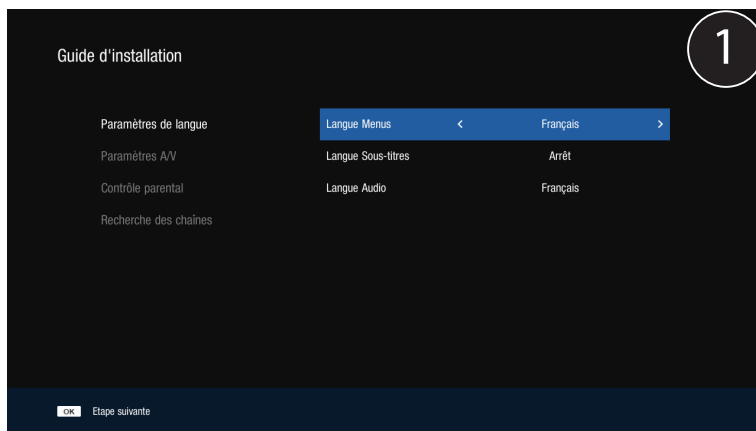 1
Guide d'installation
Paramètres de langue
Langue Menus < Français >
Paramètres A/V
Langue Sous-titres Arrêt
Contrôle parental
Langue Audio Français
Recherche des chaînes
OK Etape suivante